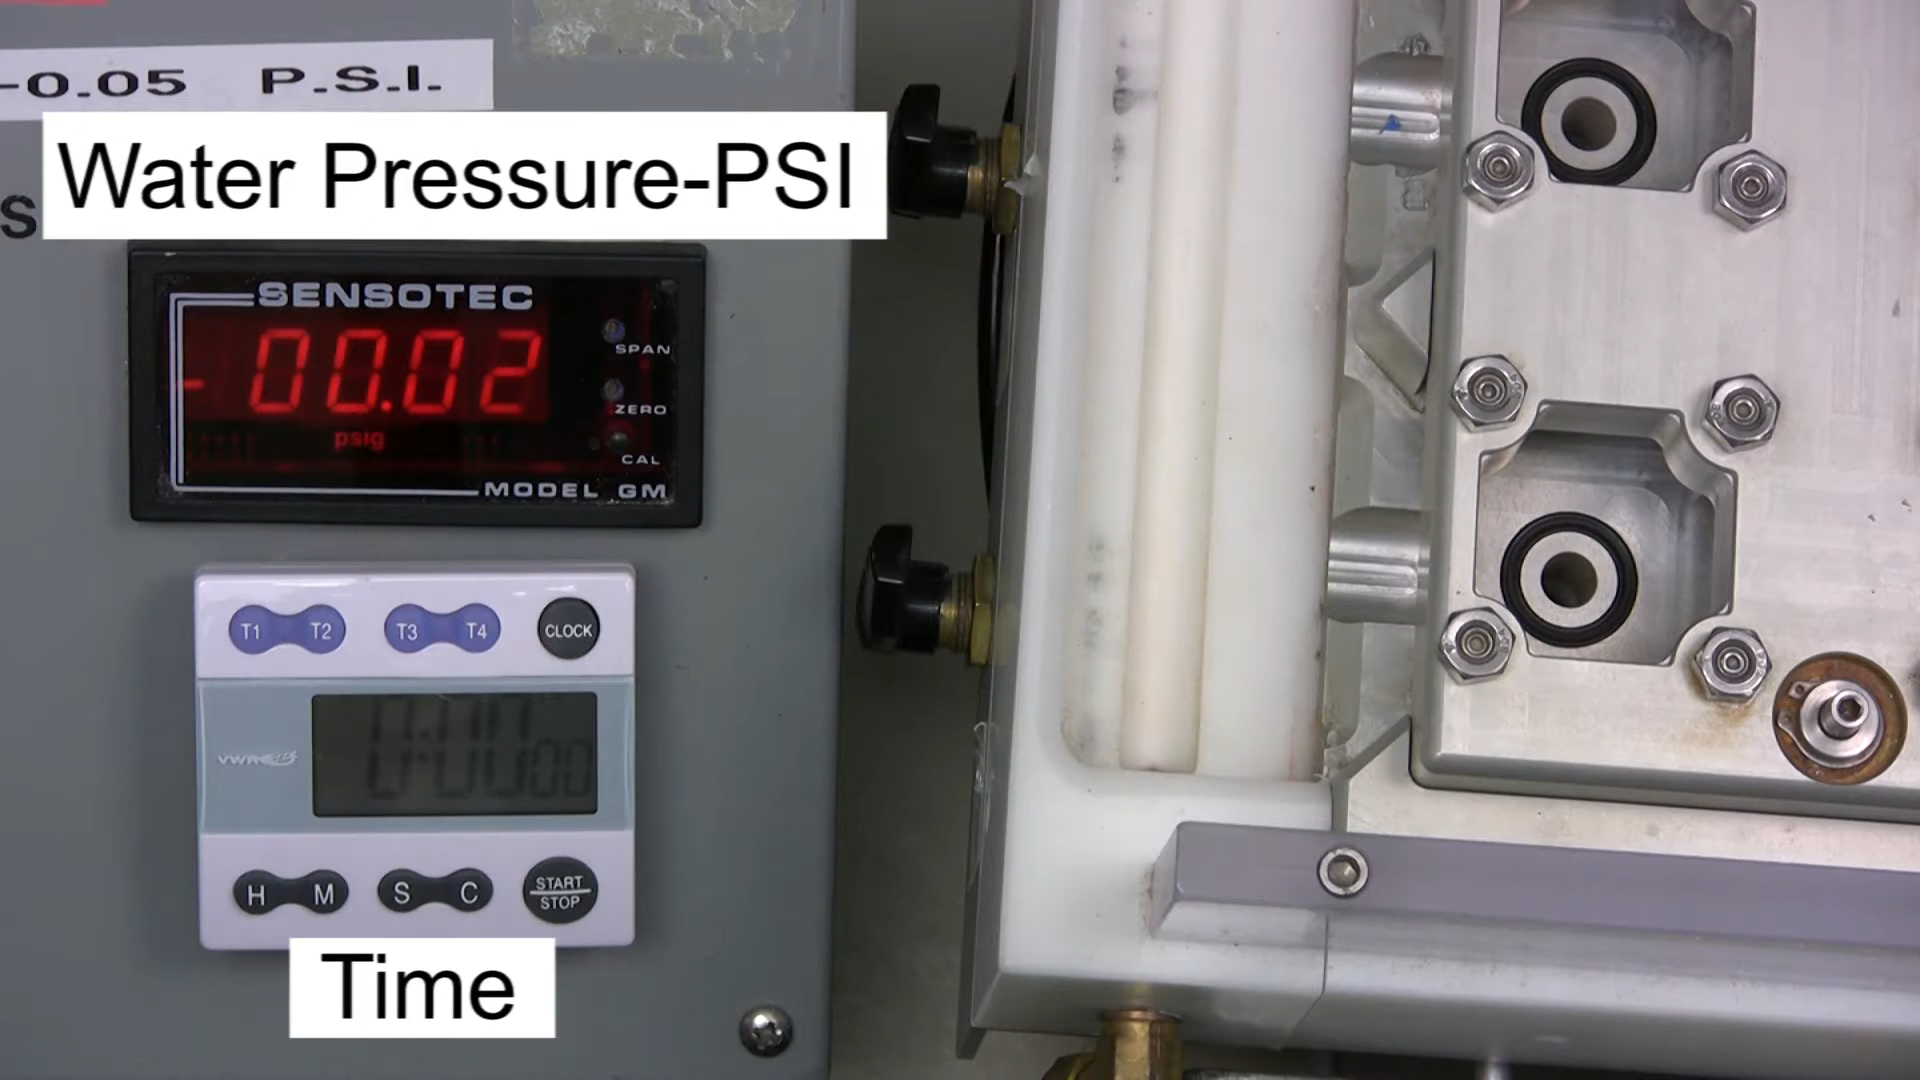 -0.05 P.S.I.
Water Pressure-PSI
s
SENSOTEC
-00.02
SPAN
ZERO
psig
CAL
MODEL GM
T1 T2 T3 T4 CLOCK
VWR
0:00 00
H M S C START
STOP
Time